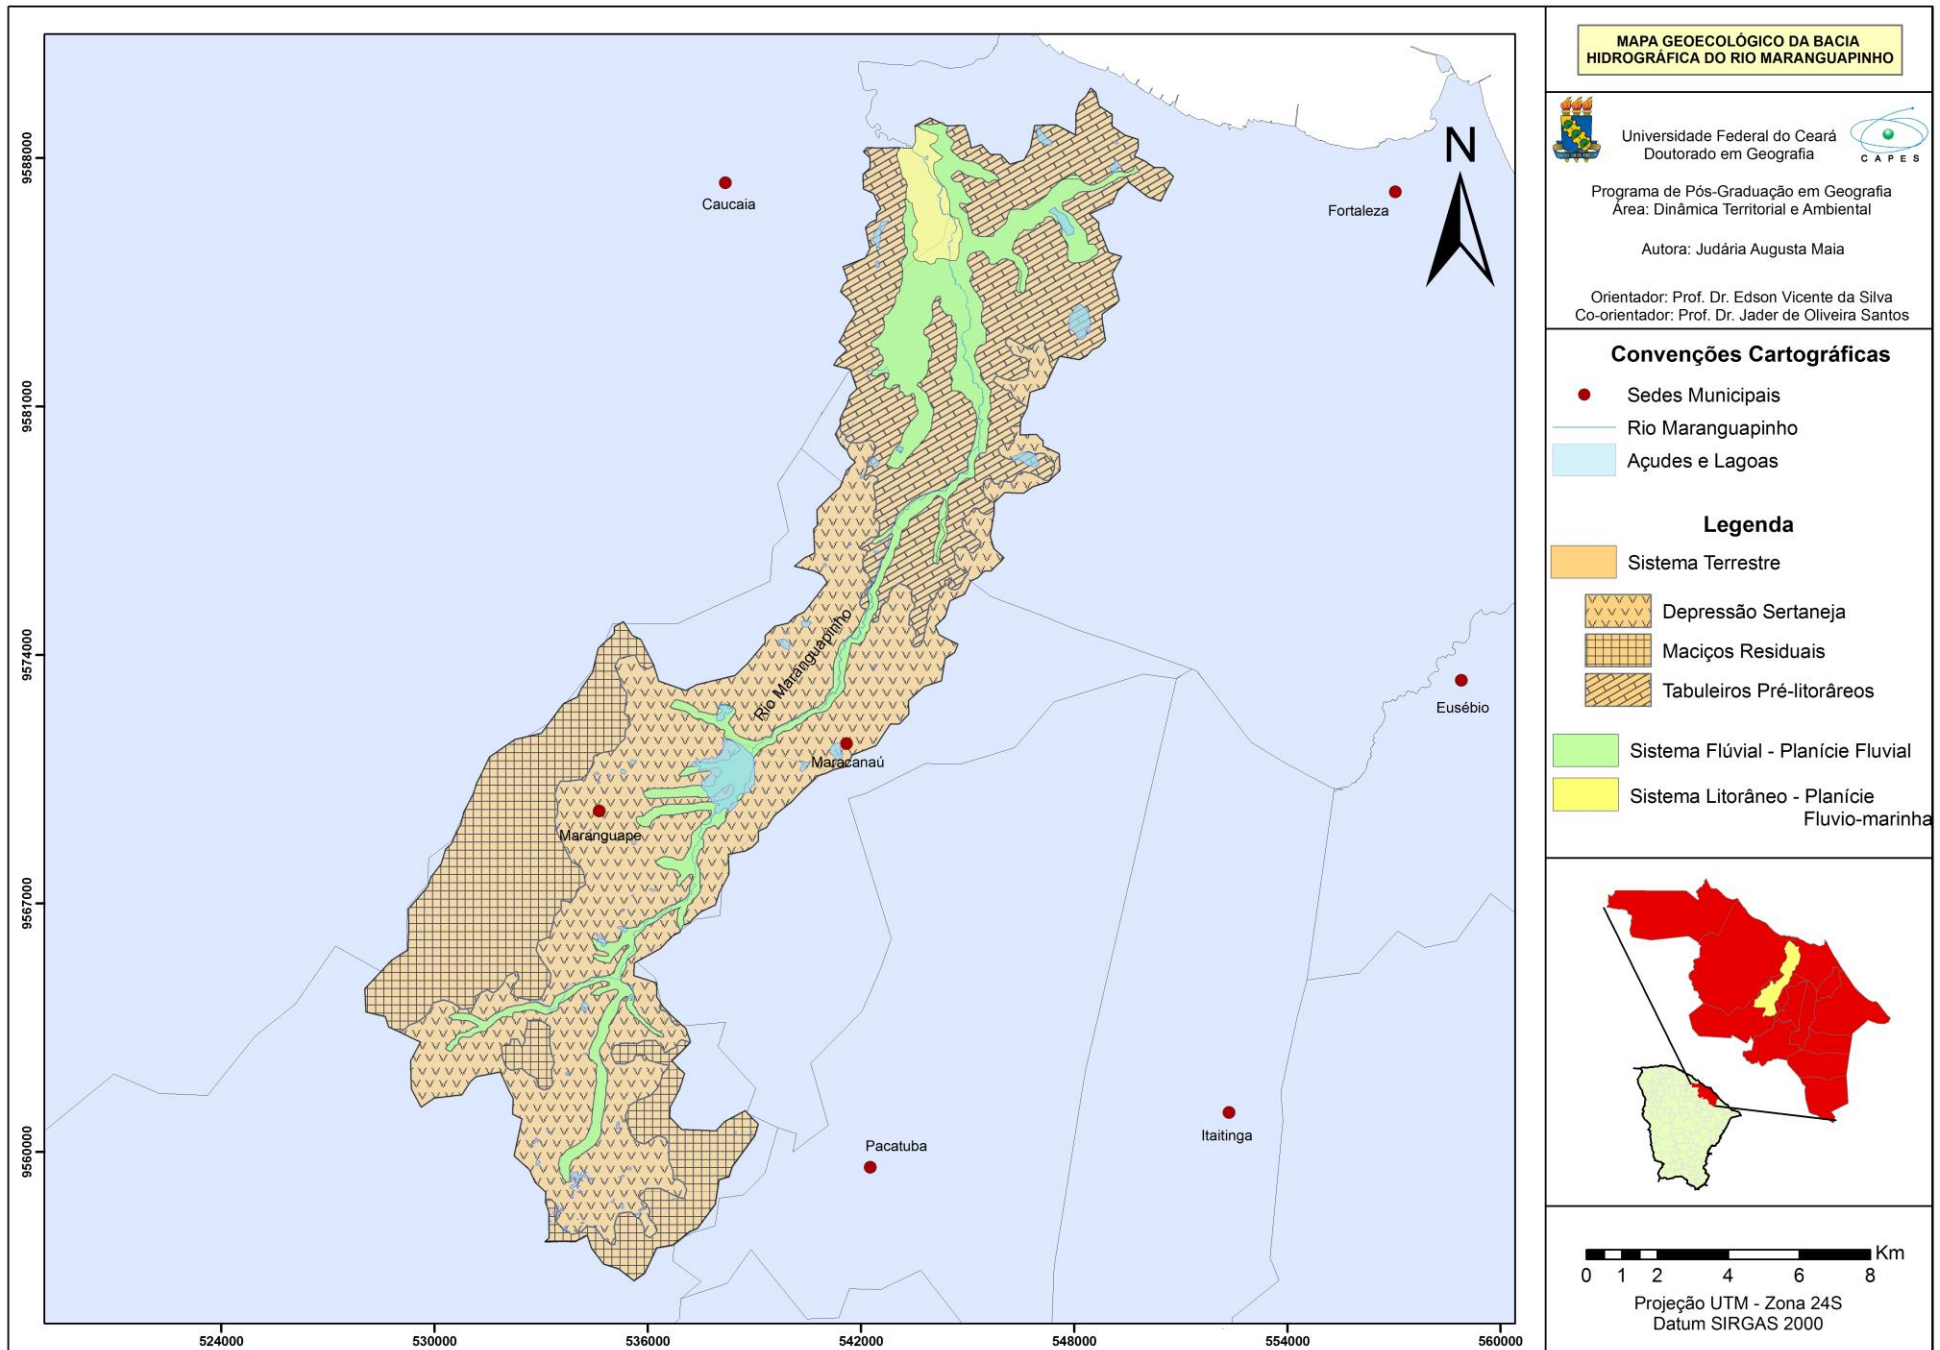 MAPA GEOECOLÓGICO DA BACIA
HIDROGRÁFICA DO RIO MARANGUAPINHO
Universidade Federal do Ceará
Doutorado em Geografia
CAPES
Programa de Pós-Graduação em Geografia
Área: Dinâmica Territorial e Ambiental
Autora: Judária Augusta Maia
Orientador: Prof. Dr. Edson Vicente da Silva
Co-orientador: Prof. Dr. Jader de Oliveira Santos
Convenções Cartográficas
Sedes Municipais
Rio Maranguapinho
Açudes e Lagoas
Legenda
Sistema Terrestre
Depressão Sertaneja
Maciços Residuais
Tabuleiros Pré-litorâreos
Sistema Flúvial - Planície Fluvial
Sistema Litorâneo - Planície
Fluvio-marinha
Km
0 1 2 4 6 8
Projeção UTM - Zona 24S
Datum SIRGAS 2000
N
Caucaia
Fortaleza
Rio Maranguapinho
Eusébio
Maracanaú
Maranguape
Pacatuba
Itaitinga
9588000
9581000
9574000
9567000
9560000
524000 530000 536000 542000 548000 554000 560000